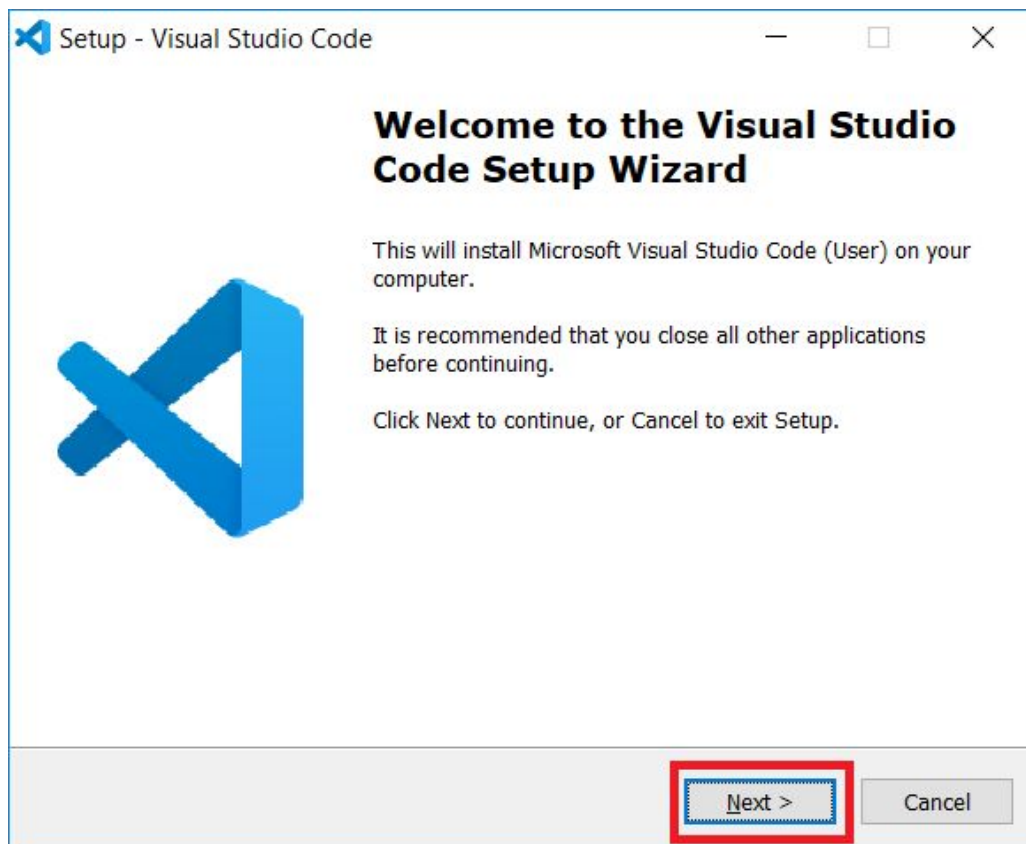 Setup - Visual Studio Code
Welcome to the Visual Studio
Code Setup Wizard
This will install Microsoft Visual Studio Code (User) on your
computer.
It is recommended that you close all other applications
before continuing.
Click Next to continue, or Cancel to exit Setup.
Next >
Cancel